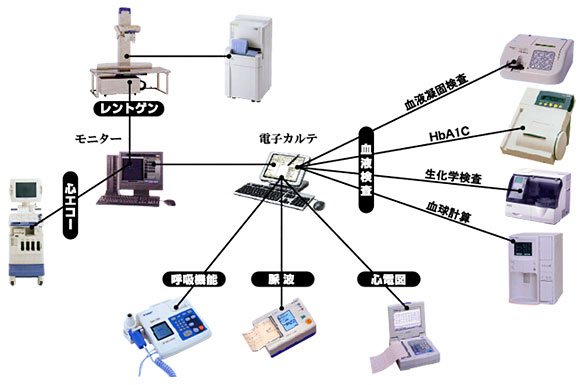 レントゲン
モニター
電子カルテ
心エコー
血液検査
血液凝固検査
HbA1C
生化学検査
血球計算
呼吸機能
脈波
心電図